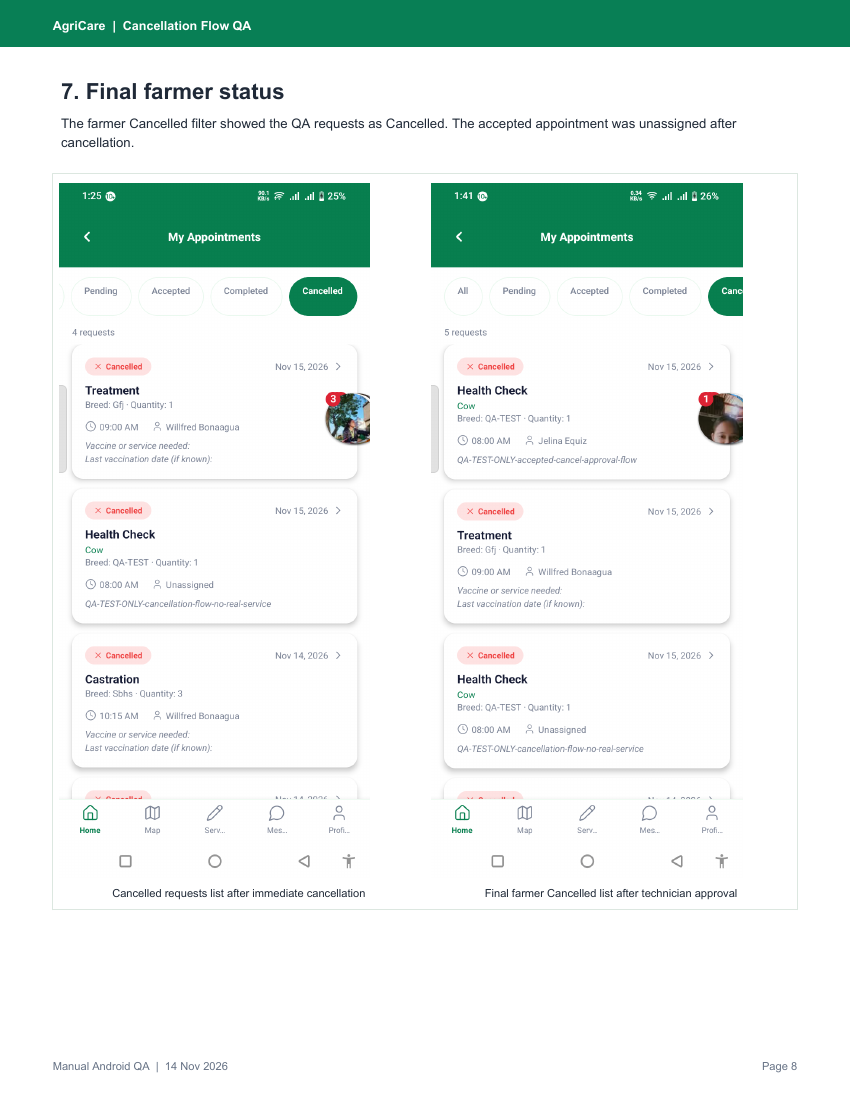 AgriCare | Cancellation Flow QA
7. Final farmer status
The farmer Cancelled filter showed the QA requests as Cancelled. The accepted appointment was unassigned after
cancellation.
1:25
90.1 KB/s
25%
My Appointments
Pending
Accepted
Completed
Cancelled
4 requests
× Cancelled
Nov 15, 2026
Treatment
Breed: Gfj · Quantity: 1
3
09:00 AM
Willfred Bonaagua
Vaccine or service needed:
Last vaccination date (if known):
× Cancelled
Nov 15, 2026
Health Check
Cow
Breed: QA-TEST · Quantity: 1
08:00 AM
Unassigned
QA-TEST-ONLY-cancellation-flow-no-real-service
× Cancelled
Nov 14, 2026
Castration
Breed: Sbhs · Quantity: 3
10:15 AM
Willfred Bonaagua
Vaccine or service needed:
Last vaccination date (if known):
Home
Map
Serv...
Mes...
Profi...
Cancelled requests list after immediate cancellation
1:41
0.34 KB/s
26%
My Appointments
All
Pending
Accepted
Completed
Canc
5 requests
× Cancelled
Nov 15, 2026
Health Check
Cow
Breed: QA-TEST · Quantity: 1
1
08:00 AM
Jelina Equiz
QA-TEST-ONLY-accepted-cancel-approval-flow
× Cancelled
Nov 15, 2026
Treatment
Breed: Gfj · Quantity: 1
09:00 AM
Willfred Bonaagua
Vaccine or service needed:
Last vaccination date (if known):
× Cancelled
Nov 15, 2026
Health Check
Cow
Breed: QA-TEST · Quantity: 1
08:00 AM
Unassigned
QA-TEST-ONLY-cancellation-flow-no-real-service
Home
Map
Serv...
Mes...
Profi...
Final farmer Cancelled list after technician approval
Manual Android QA | 14 Nov 2026
Page 8